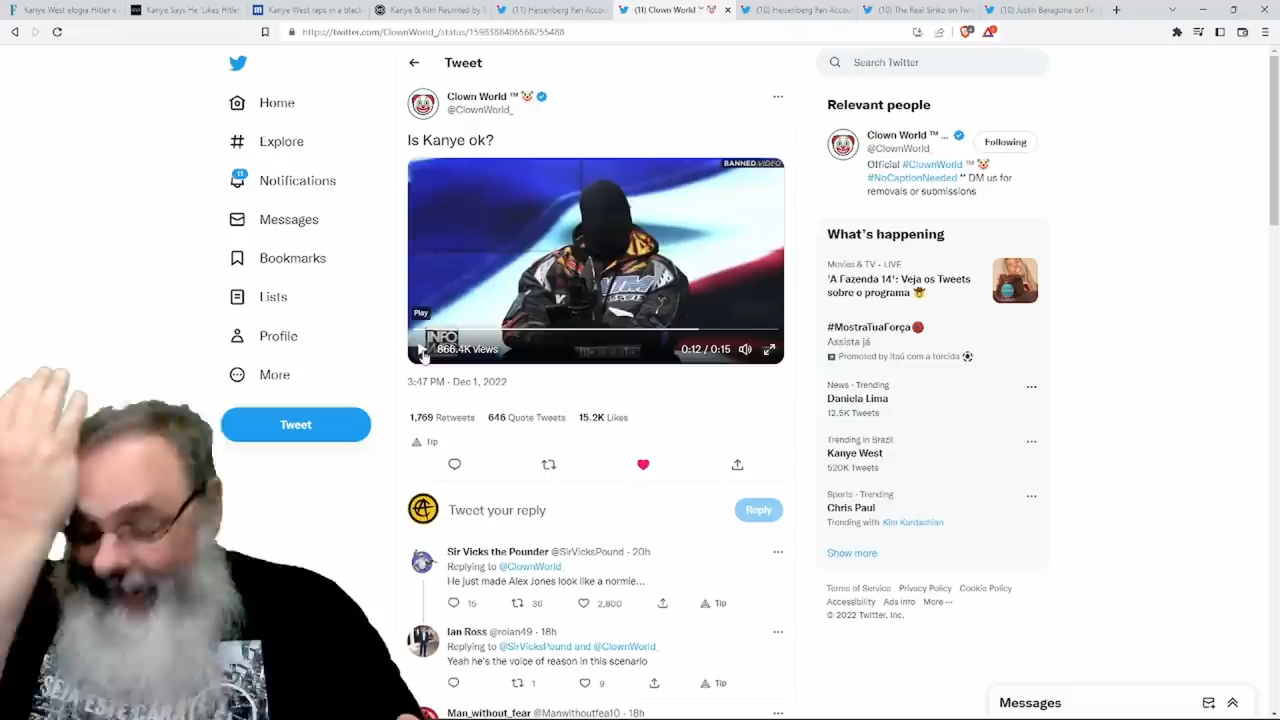 Kanye West elogia Hitler e
Kanye Says, He 'Likes Hitler
Kanye West raps in a black
Kanye & Kim Reunited by S
(11) Heisenberg Fan Accou
(11) Clown World ™ 🤡
(10) Heisenberg Fan Accou
(10) The Real Sinko on Twit
(10) Justin Baragona on Tw
https://twitter.com/ClownWorld_/status/1598388406568255488
Tweet
Search Twitter
Home
Explore
11
Notifications
Messages
Bookmarks
Lists
Profile
More
Tweet
Clown World ™ 🤡
@ClownWorld_
Is Kanye ok?
BANNED.VIDEO
Play
INFO
866.4K views
0:12 / 0:15
3:47 PM · Dec 1, 2022
1,769 Retweets 646 Quote Tweets 15.2K Likes
Tip
Tweet your reply
Reply
Sir Vicks the Pounder @SirVicksPound · 20h
Replying to @ClownWorld_
He just made Alex Jones look like a normie...
15 36 2,800 Tip
Ian Ross @roian49 · 18h
Replying to @SirVicksPound and @ClownWorld_
Yeah he's the voice of reason in this scenario
1 9 Tip
Man_without_fear @Manwithoutfea10 · 18h
Relevant people
Clown World ™ ...
@ClownWorld_
Following
Official #ClownWorld ™ 🤡
#NoCaptionNeeded " DM us for
removals or submissions
What's happening
Movies & TV · LIVE
'A Fazenda 14': Veja os Tweets
sobre o programa 🤠
#MostraTuaForça
Assista já
Promoted by Itaú com a torcida ⚽
News · Trending
Daniela Lima
12.5K Tweets
Trending in Brazil
Kanye West
520K Tweets
Sports · Trending
Chris Paul
Trending with Kim Kardashian
Show more
Terms of Service Privacy Policy Cookie Policy
Accessibility Ads info More ···
© 2022 Twitter, Inc.
Messages